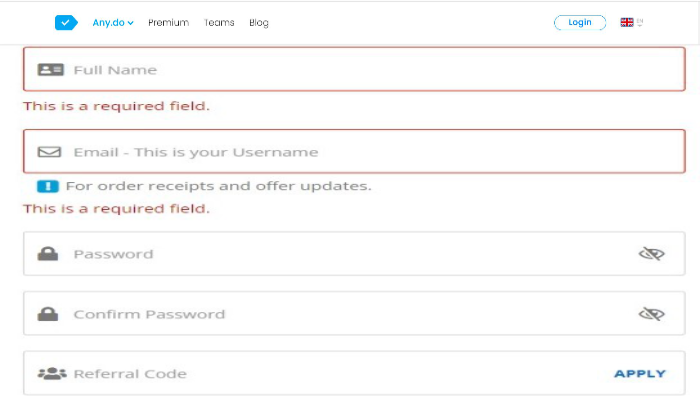 Any.do Premium Teams Blog Login EN
Full Name
This is a required field.
Email - This is your Username
! For order receipts and offer updates.
This is a required field.
Password
Confirm Password
Referral Code APPLY